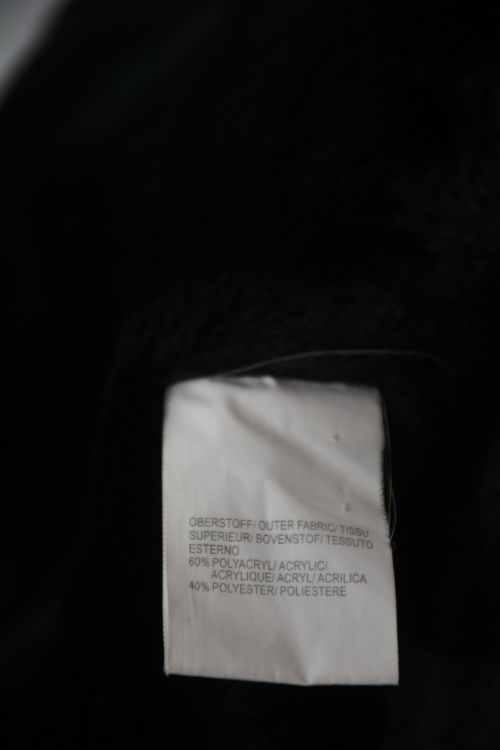 OBERSTOFF/ OUTER FABRIC/ TISSU
SUPERIEUR/ BOVENSTOF/ TESSUTO
ESTERNO
60% POLYACRYL/ ACRYLIC/
ACRYLIQUE/ ACRYL/ ACRILICA
40% POLYESTER/ POLIESTERE